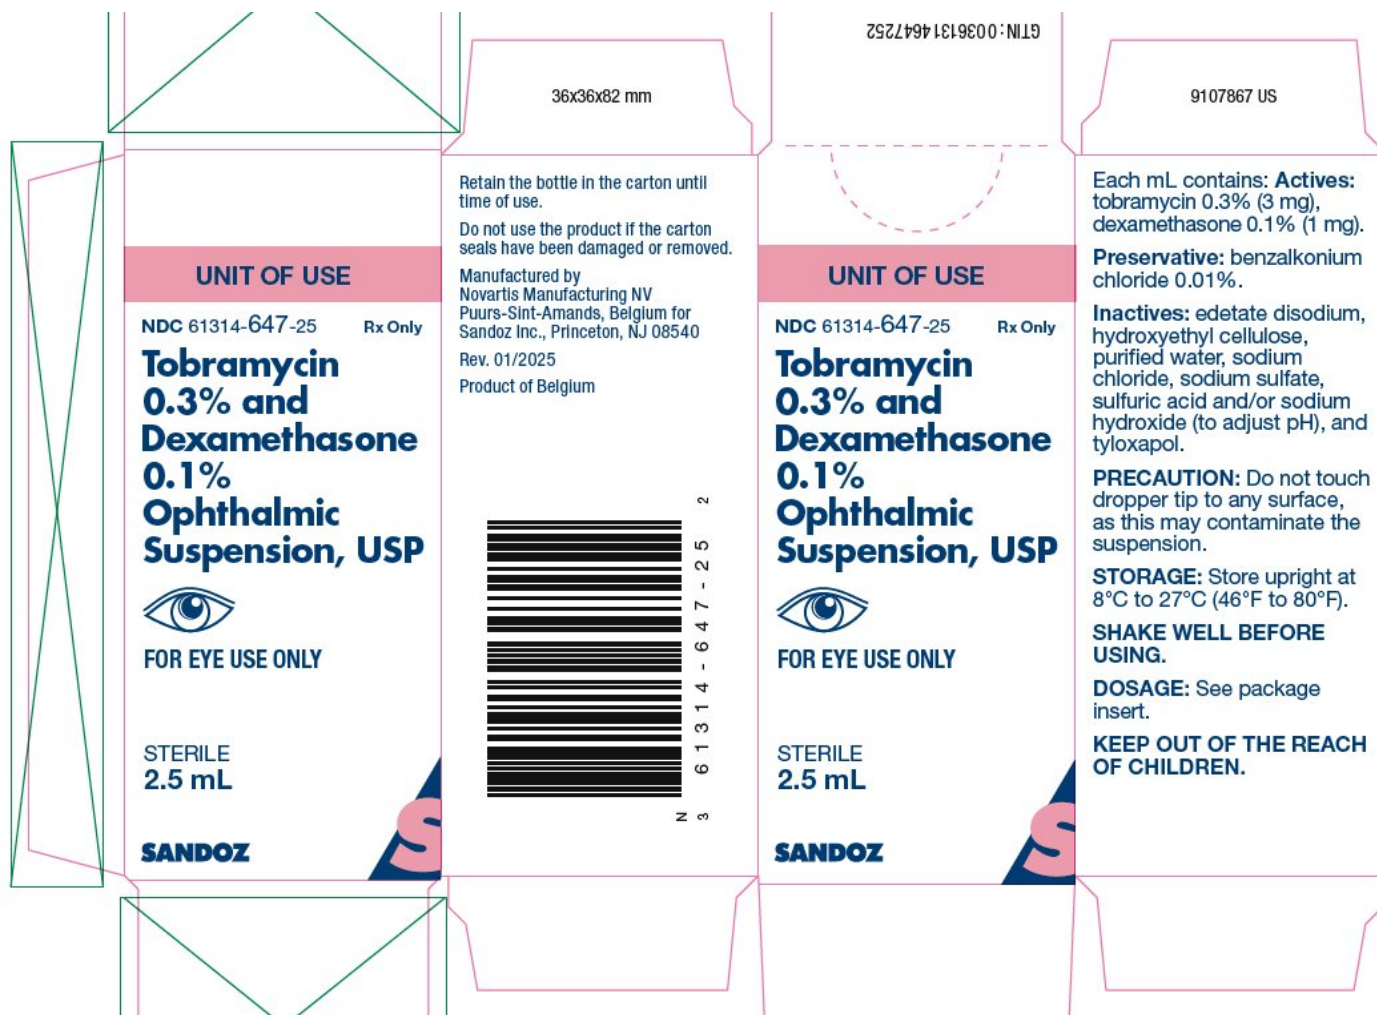 GTIN: 00361314647252
36x36x82 mm
9107867 US
UNIT OF USE
NDC 61314-647-25 Rx Only
Tobramycin
0.3% and
Dexamethasone
0.1%
Ophthalmic
Suspension, USP
FOR EYE USE ONLY
STERILE
2.5 mL
SANDOZ
S
Retain the bottle in the carton until
time of use.
Do not use the product if the carton
seals have been damaged or removed.
Manufactured by
Novartis Manufacturing NV
Puurs-Sint-Amands, Belgium for
Sandoz Inc., Princeton, NJ 08540
Rev. 01/2025
Product of Belgium
N
3 61314-647-25 2
UNIT OF USE
NDC 61314-647-25 Rx Only
Tobramycin
0.3% and
Dexamethasone
0.1%
Ophthalmic
Suspension, USP
FOR EYE USE ONLY
STERILE
2.5 mL
SANDOZ
S
Each mL contains: Actives:
tobramycin 0.3% (3 mg),
dexamethasone 0.1% (1 mg).
Preservative: benzalkonium
chloride 0.01%.
Inactives: edetate disodium,
hydroxyethyl cellulose,
purified water, sodium
chloride, sodium sulfate,
sulfuric acid and/or sodium
hydroxide (to adjust pH), and
tyloxapol.
PRECAUTION: Do not touch
dropper tip to any surface,
as this may contaminate the
suspension.
STORAGE: Store upright at
8°C to 27°C (46°F to 80°F).
SHAKE WELL BEFORE
USING.
DOSAGE: See package
insert.
KEEP OUT OF THE REACH
OF CHILDREN.